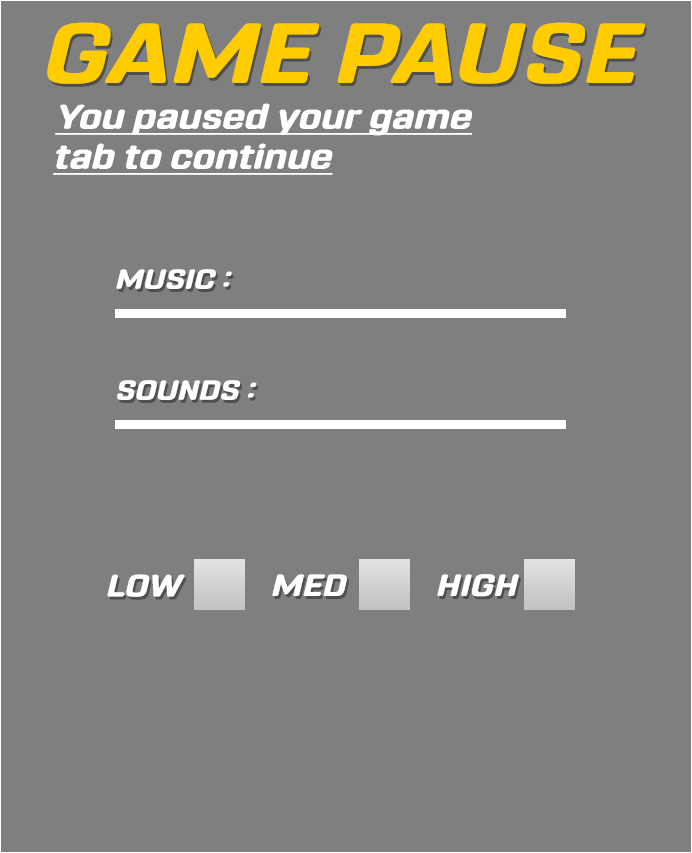 GAME PAUSE
You paused your game
tab to continue
MUSIC :
SOUNDS :
LOW MED HIGH